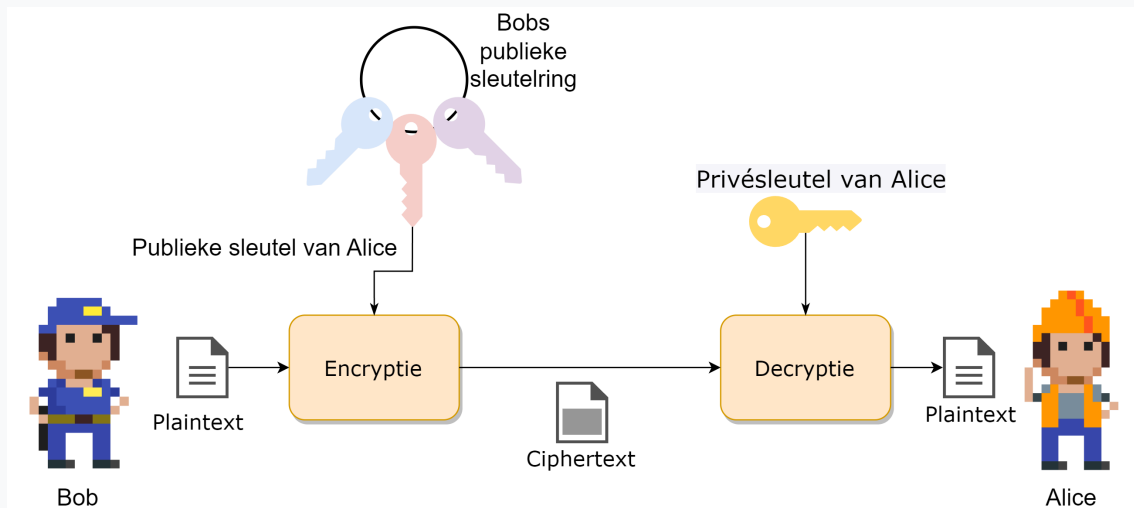 Bobs
publieke
sleutelring
Privésleutel van Alice
Publieke sleutel van Alice
Encryptie
Decryptie
Plaintext
Plaintext
Ciphertext
Bob
Alice